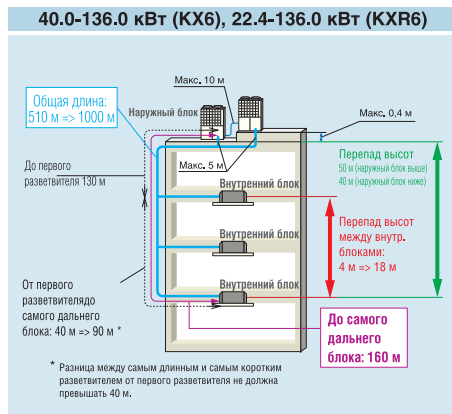 40.0-136.0 кВт (KX6), 22.4-136.0 кВт (KXR6)
Макс. 10 м
Общая длина:
510 м => 1000 м
Наружный блок
Макс. 0,4 м
До первого
разветвителя 130 м
Макс. 5 м
Перепад высот
50 м (наружный блок выше)
40 м (наружный блок ниже)
Внутренний блок
Перепад высот
между внутр.
блоками:
4 м => 18 м
Внутренний блок
От первого
разветвителядо
самого дальнего
блока: 40 м => 90 м *
Внутренний блок
До самого
дальнего
блока: 160 м
* Разница между самым длинным и самым коротким
разветвителем от первого разветвителя не должна
превышать 40 м.